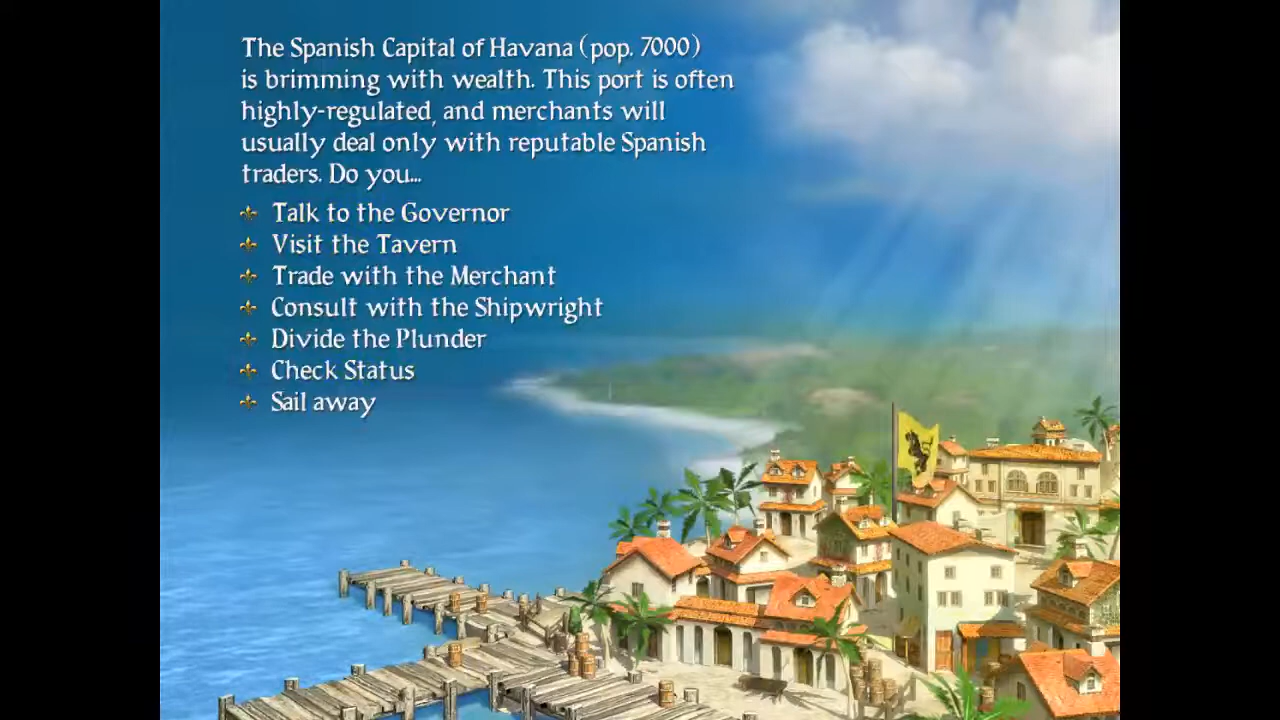 The Spanish Capital of Havana (pop. 7000)
is brimming with wealth. This port is often
highly-regulated, and merchants will
usually deal only with reputable Spanish
traders. Do you...
Talk to the Governor
Visit the Tavern
Trade with the Merchant
Consult with the Shipwright
Divide the Plunder
Check Status
Sail away